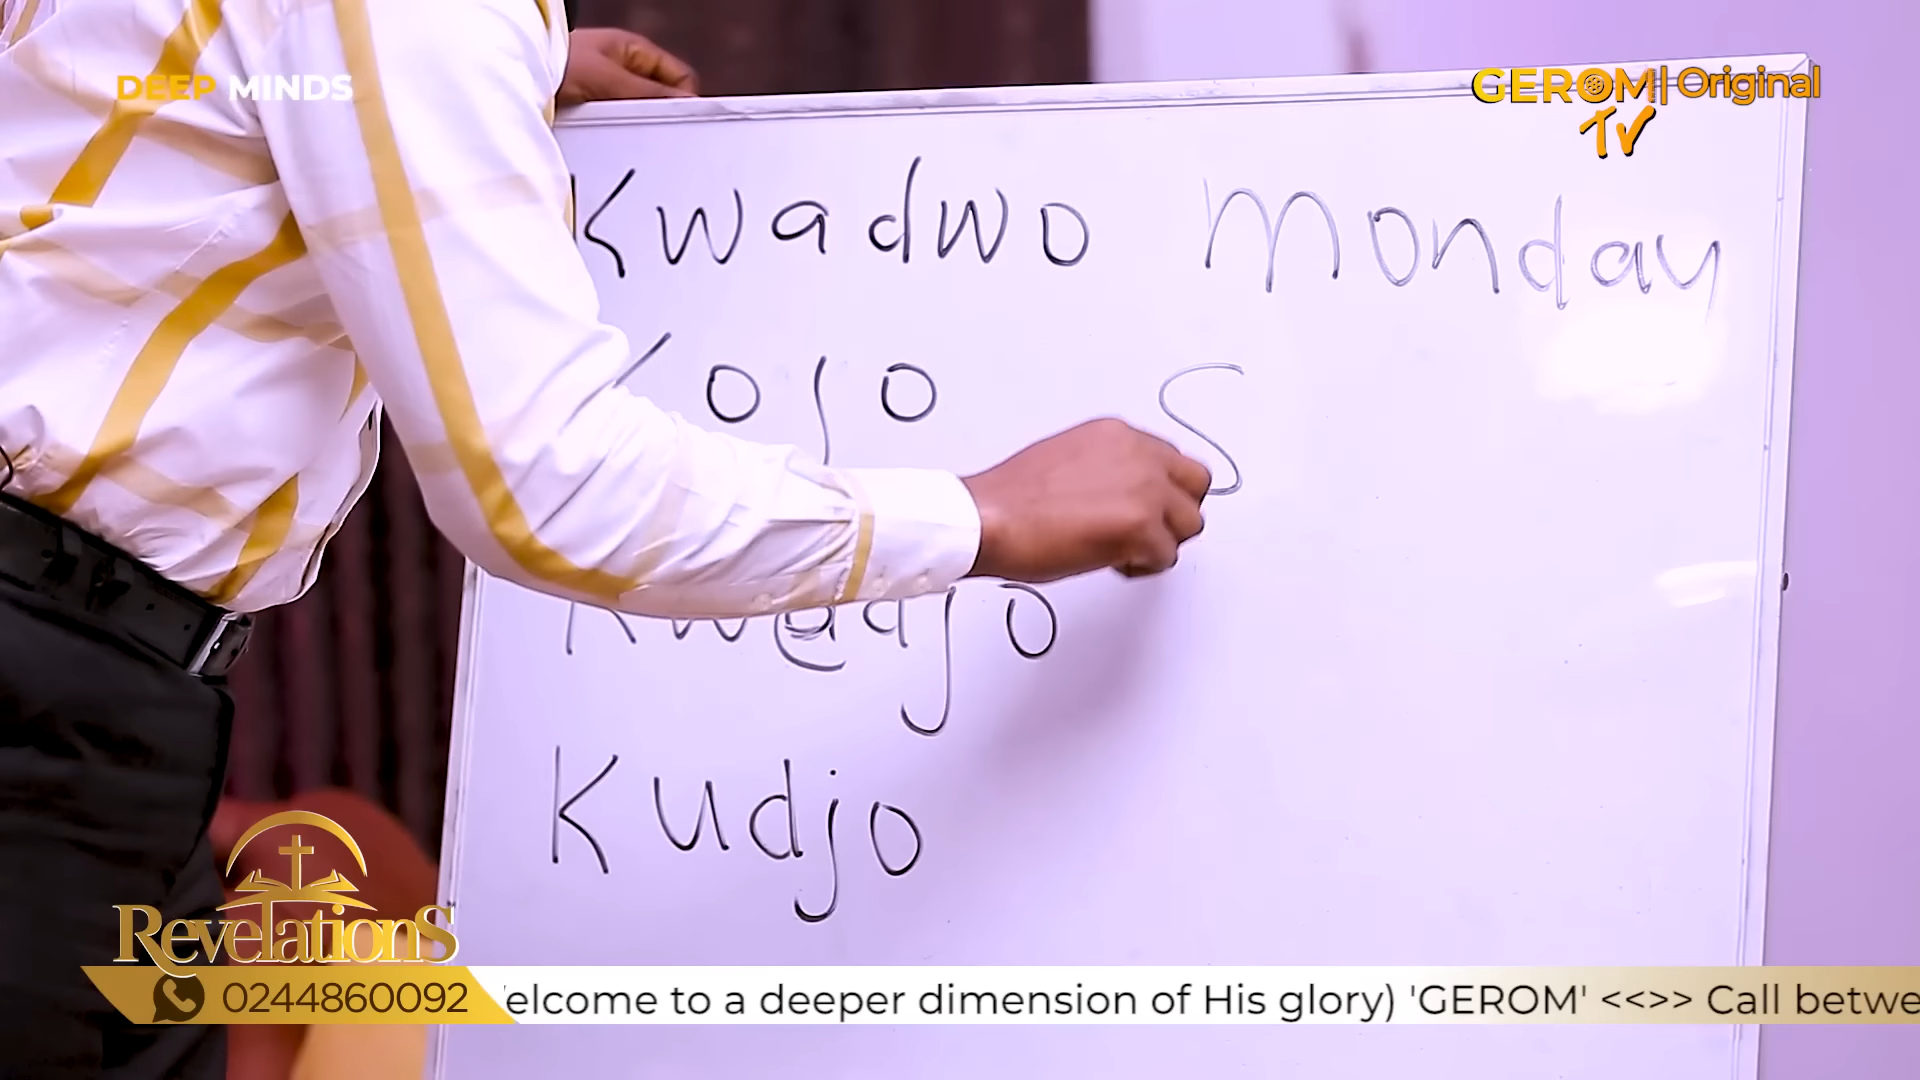 DEEP MINDS
GEROM TV | Original
Kwadwo Monday
Kojo S
Kwadjo
Kudjo
Revelations
0244860092
elcome to a deeper dimension of His glory) 'GEROM' <<>> Call betwe